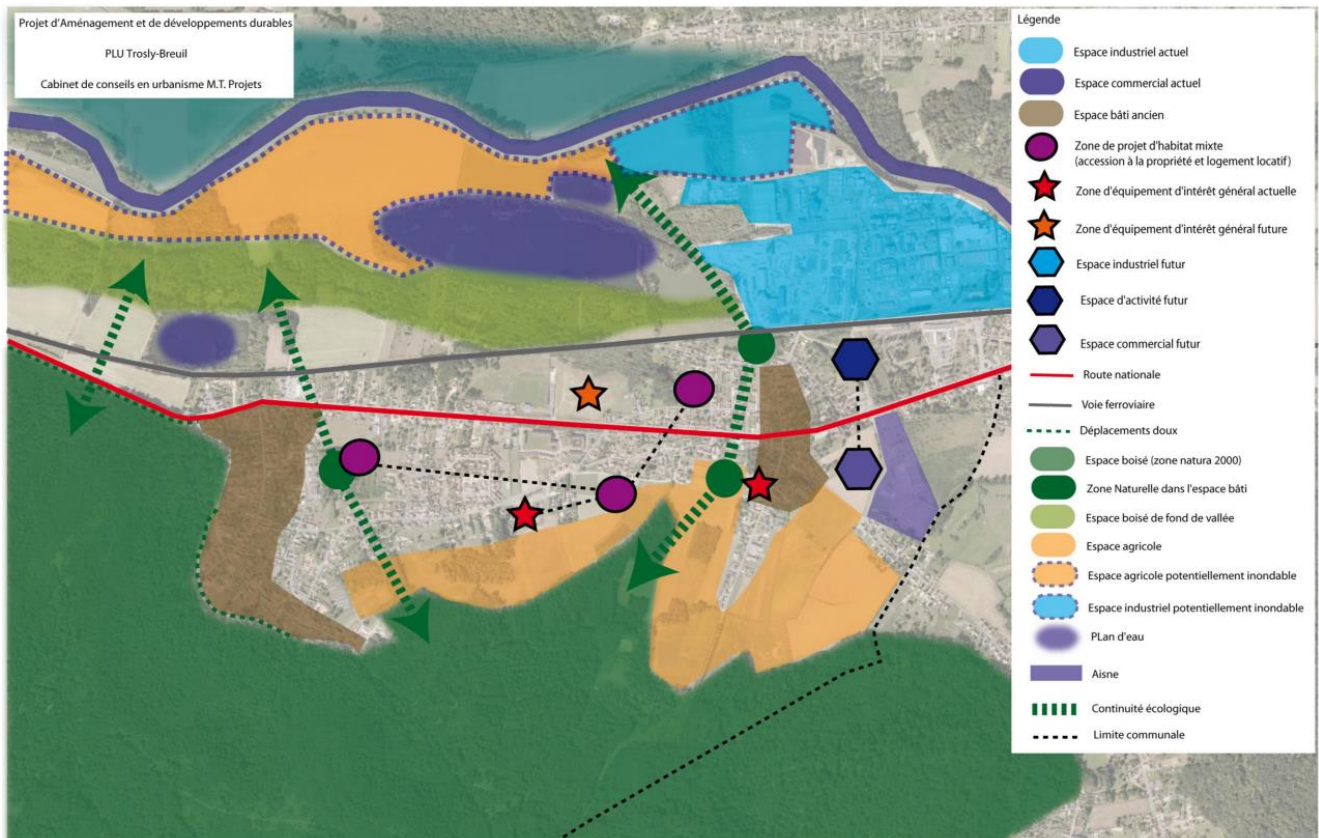 Projet d'Aménagement et de développements durables
PLU Trosly-Breuil
Cabinet de conseils en urbanisme M.T. Projets
Légende
Espace industriel actuel
Espace commercial actuel
Espace bâti ancien
Zone de projet d'habitat mixte
(accession à la propriété et logement locatif)
Zone d'équipement d'intérêt général actuelle
Zone d'équipement d'intérêt général future
Espace industriel futur
Espace d'activité futur
Espace commercial futur
Route nationale
Voie ferroviaire
Déplacements doux
Espace boisé (zone natura 2000)
Zone Naturelle dans l'espace bâti
Espace boisé de fond de vallée
Espace agricole
Espace agricole potentiellement inondable
Espace industriel potentiellement inondable
PLan d'eau
Aisne
Continuité écologique
Limite communale